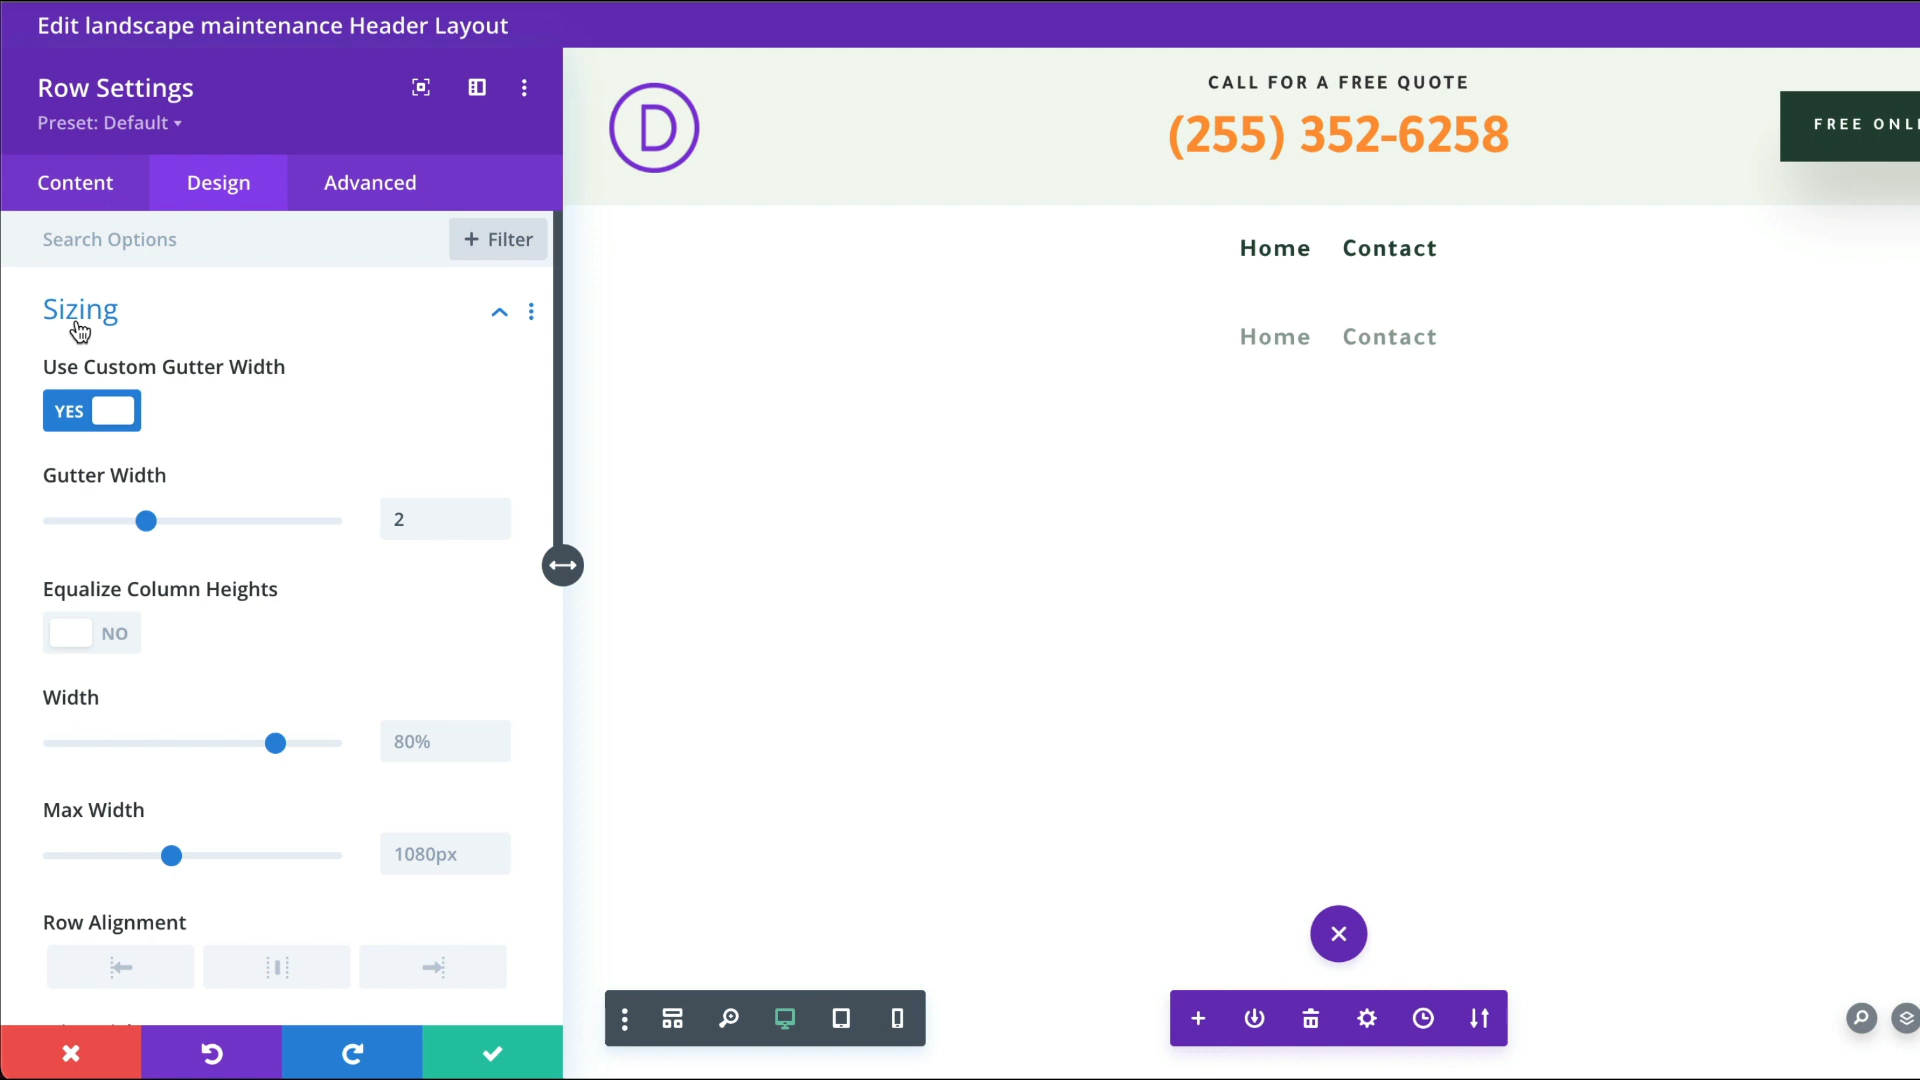 Edit landscape maintenance Header Layout
Row Settings
Preset: Default
Content
Design
Advanced
Search Options
+ Filter
Sizing
Use Custom Gutter Width
YES
Gutter Width
2
Equalize Column Heights
NO
Width
80%
Max Width
1080px
Row Alignment
D
CALL FOR A FREE QUOTE
(255) 352-6258
FREE ONL
Home Contact
Home Contact